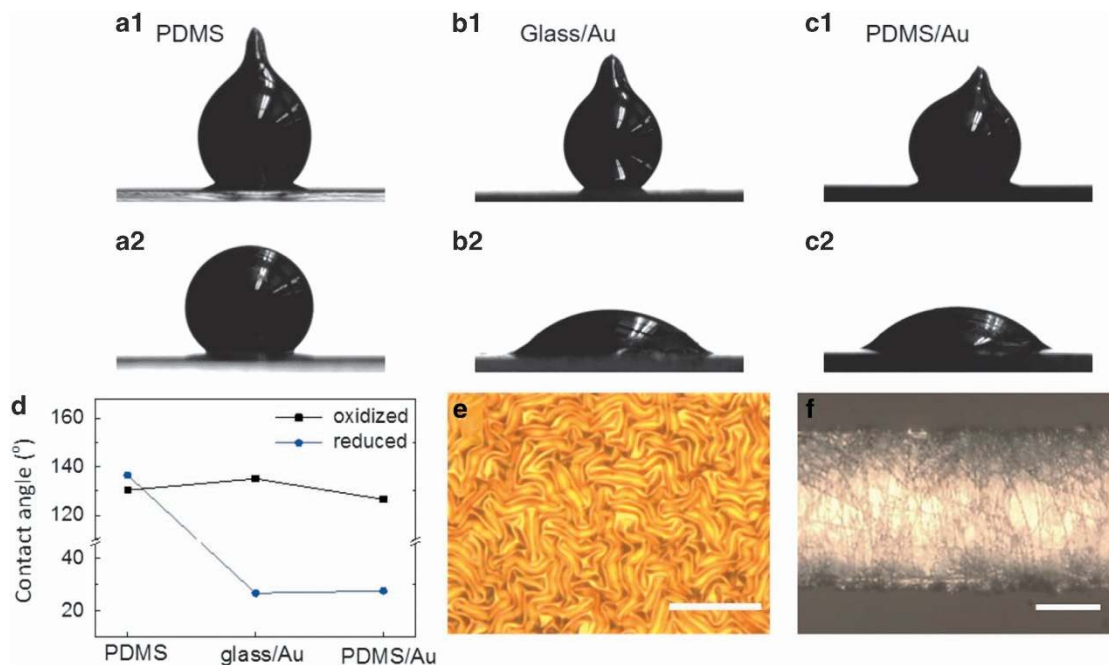 a1 PDMS
b1 Glass/Au
c1 PDMS/Au
a2
b2
c2
d
160
140
120
40
20
Contact angle (°)
oxidized
reduced
PDMS glass/Au PDMS/Au
e
f